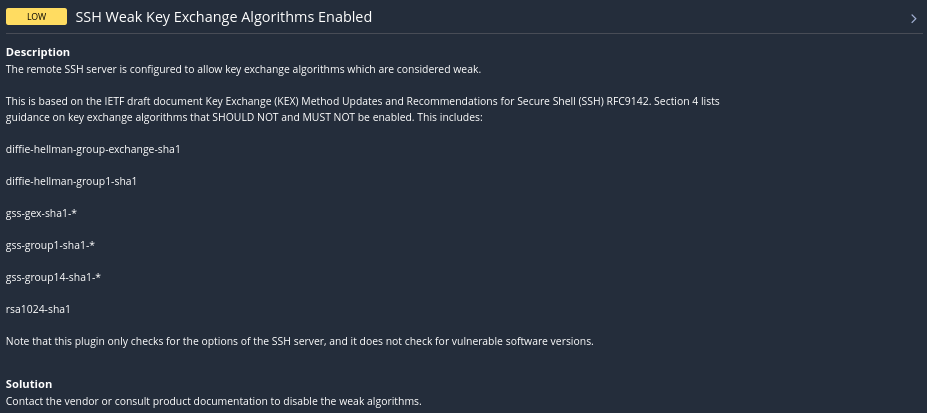 LOW SSH Weak Key Exchange Algorithms Enabled
Description
The remote SSH server is configured to allow key exchange algorithms which are considered weak.
This is based on the IETF draft document Key Exchange (KEX) Method Updates and Recommendations for Secure Shell (SSH) RFC9142. Section 4 lists
guidance on key exchange algorithms that SHOULD NOT and MUST NOT be enabled. This includes:
diffie-hellman-group-exchange-sha1
diffie-hellman-group1-sha1
gss-gex-sha1-*
gss-group1-sha1-*
gss-group14-sha1-*
rsa1024-sha1
Note that this plugin only checks for the options of the SSH server, and it does not check for vulnerable software versions.
Solution
Contact the vendor or consult product documentation to disable the weak algorithms.